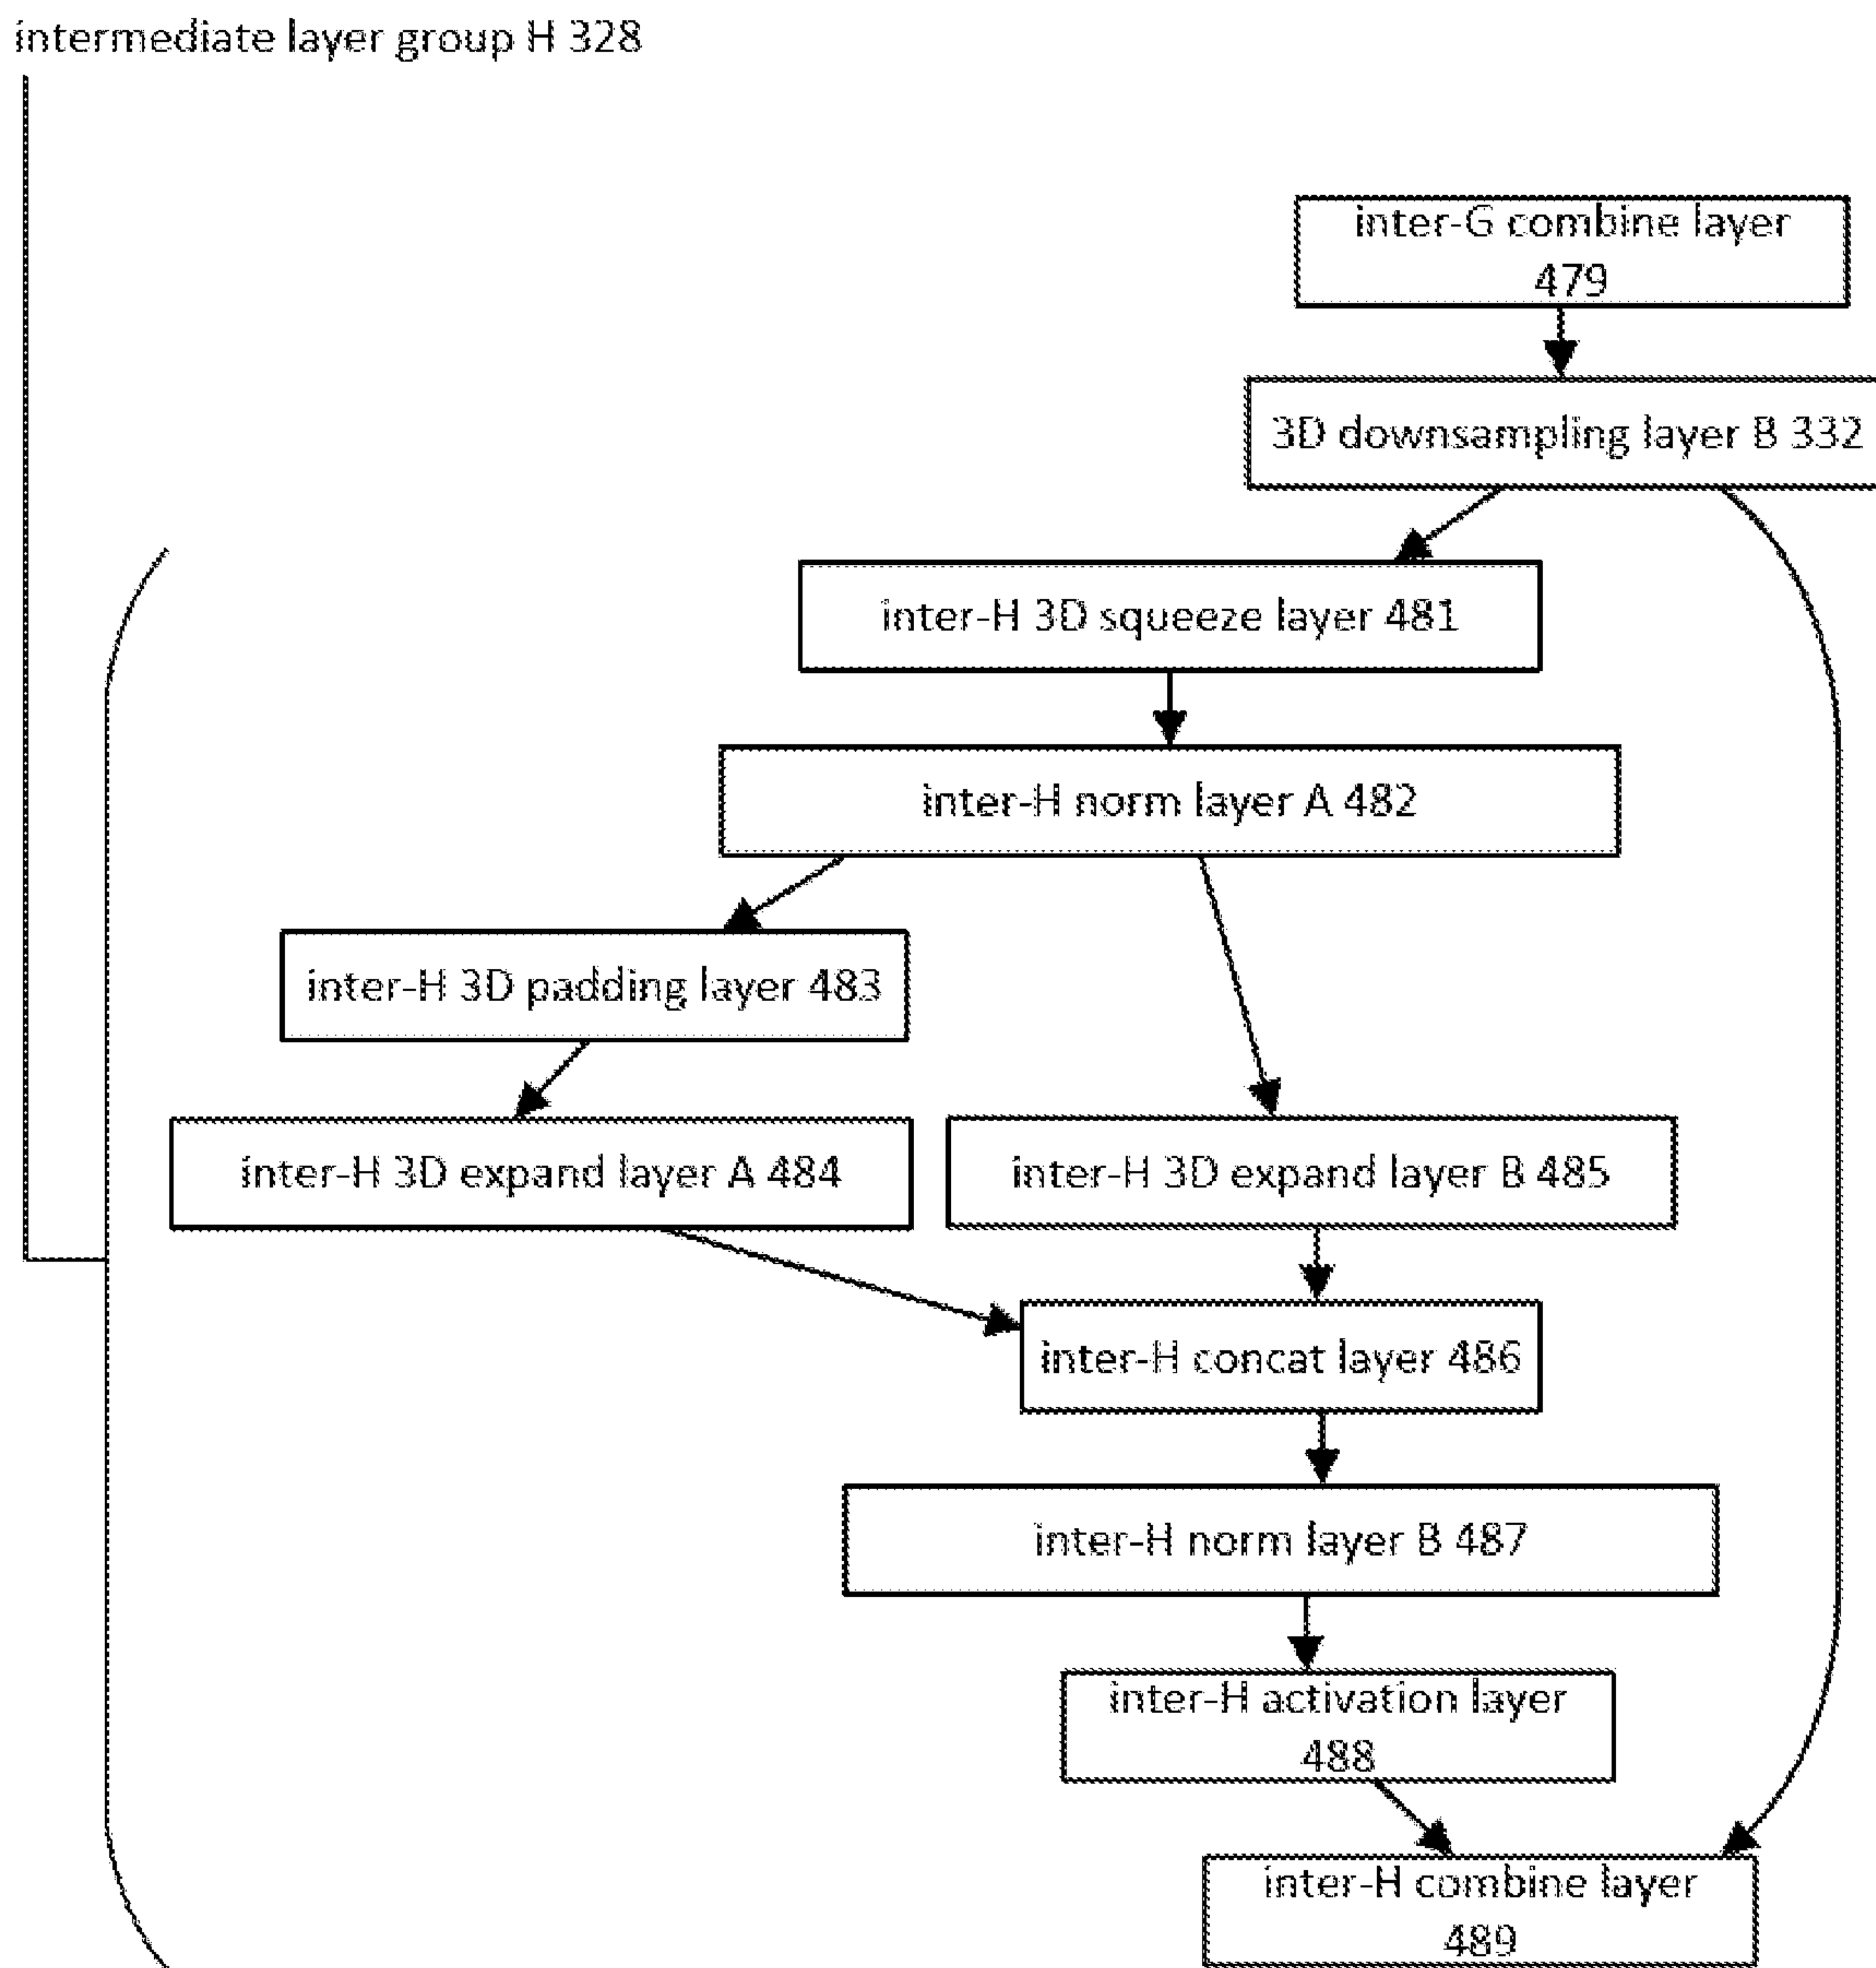 intermediate layer group H 328
inter-G combine layer
479
3D downsampling layer B 332
inter-H 3D squeeze layer 481
inter-H norm layer A 482
inter-H 3D padding layer 483
inter-H 3D expand layer A 484
inter-H 3D expand layer B 485
inter-H concat layer 486
inter-H norm layer B 487
inter-H activation layer
488
inter-H combine layer
489